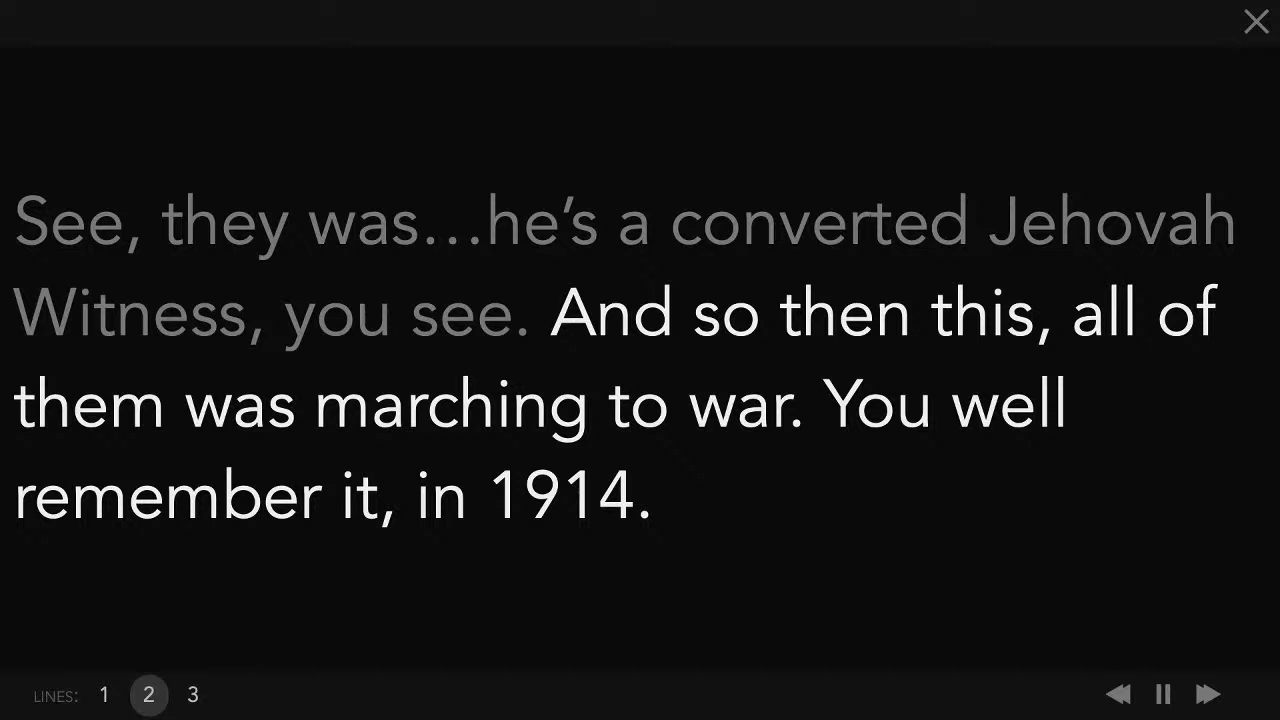 See, they was…he’s a converted Jehovah
Witness, you see. And so then this, all of
them was marching to war. You well
remember it, in 1914.
LINES: 1 2 3